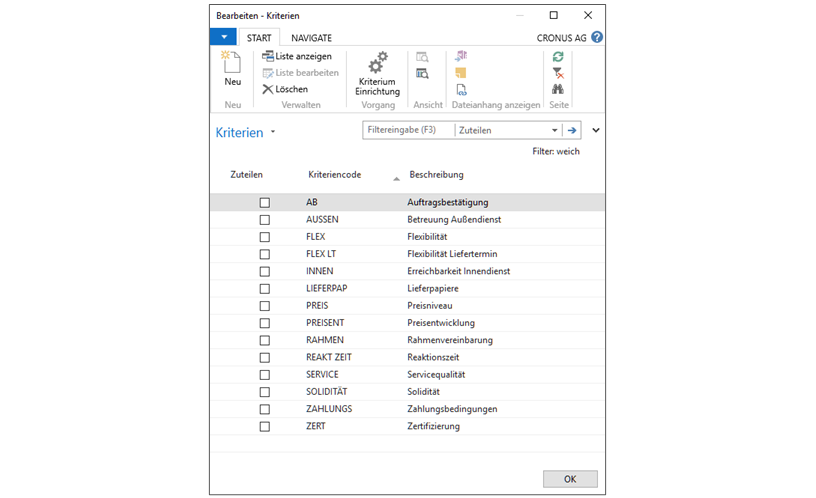 Bearbeiten - Kriterien
START NAVIGATE CRONUS AG ?
Neu
Liste anzeigen
Liste bearbeiten
Löschen
Kriterium
Einrichtung
Neu Verwalten Vorgang Ansicht Dateianhang anzeigen Seite
Kriterien
Filtereingabe (F3) Zuteilen
Filter: weich
Zuteilen Kriteriencode Beschreibung
AB Auftragsbestätigung
AUSSEN Betreuung Außendienst
FLEX Flexibilität
FLEX LT Flexibilität Liefertermin
INNEN Erreichbarkeit Innendienst
LIEFERPAP Lieferpapiere
PREIS Preisniveau
PREISENT Preisentwicklung
RAHMEN Rahmenvereinbarung
REAKT ZEIT Reaktionszeit
SERVICE Servicequalität
SOLIDITÄT Solidität
ZAHLUNGS Zahlungsbedingungen
ZERT Zertifizierung
OK